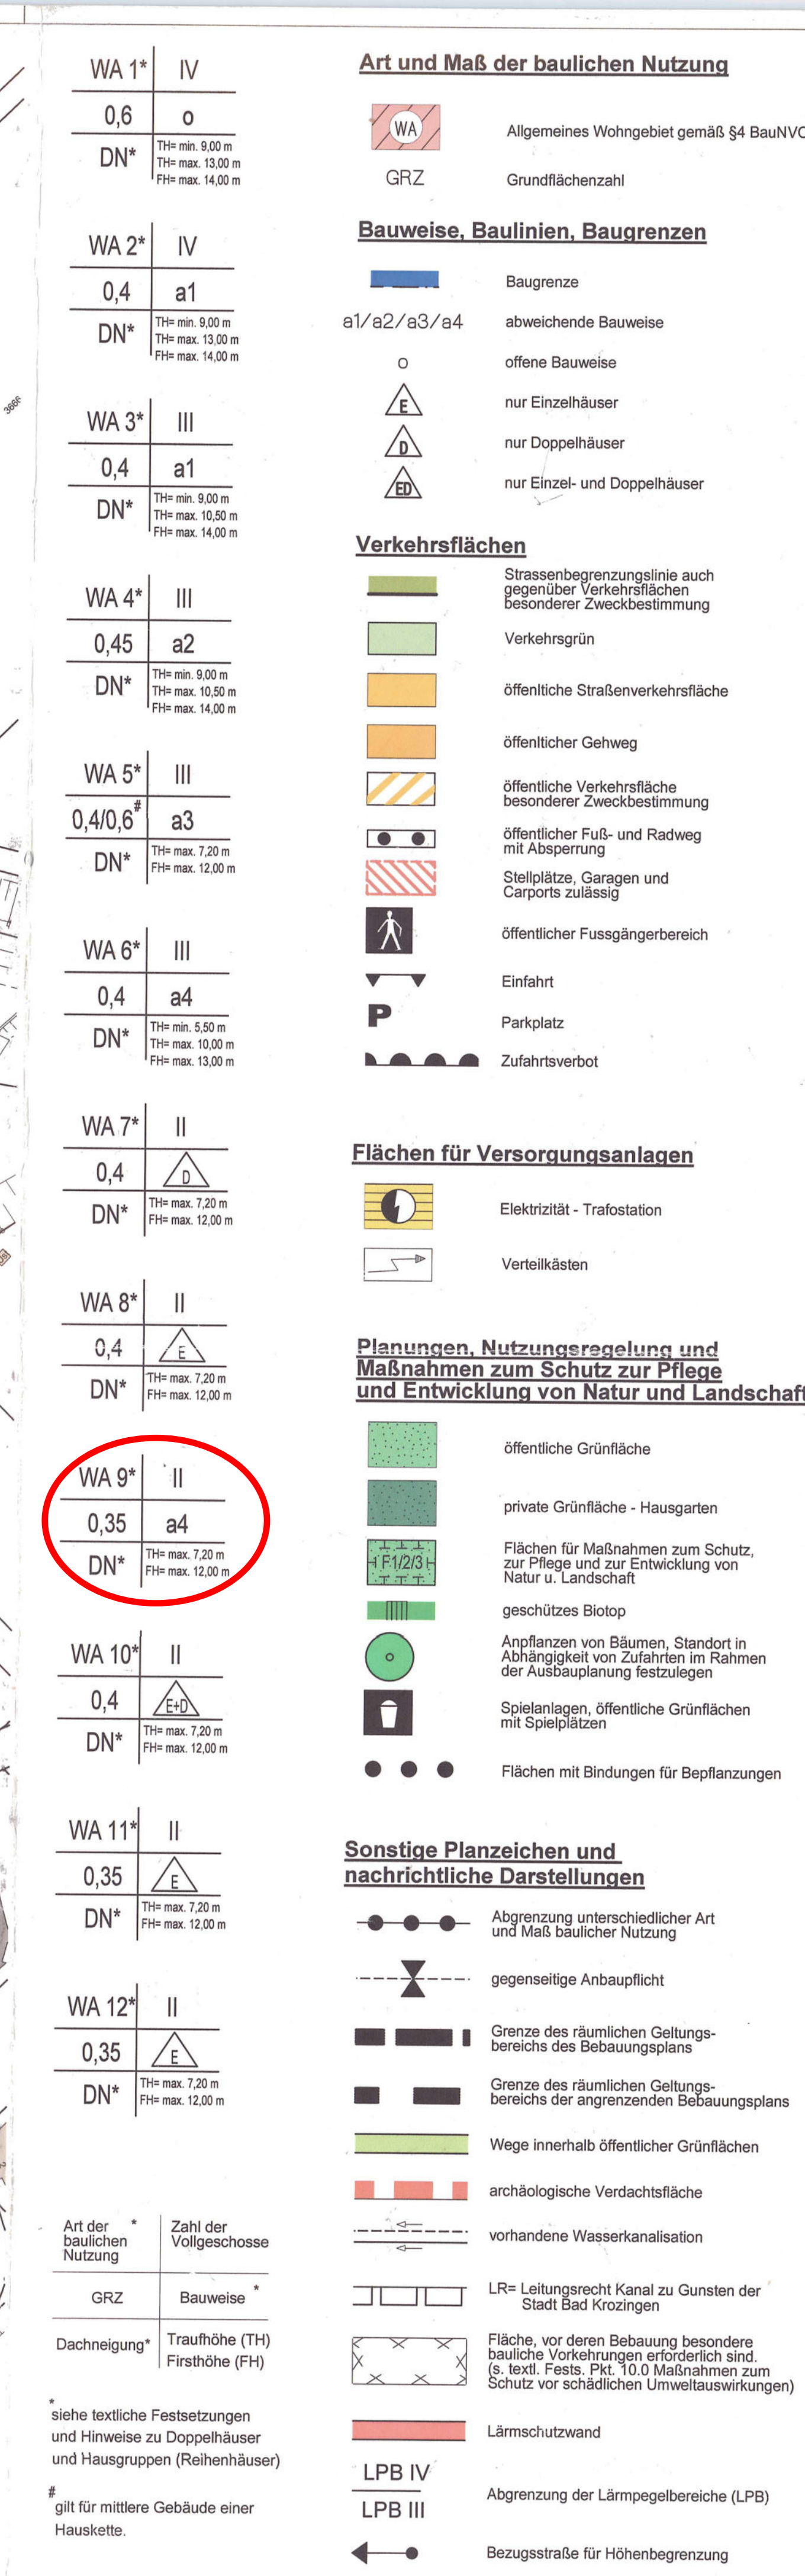 WA 1* IV
0,6 o
DN* TH= min. 9,00 m
TH= max. 13,00 m
FH= max. 14,00 m
WA 2* IV
0,4 a1
DN* TH= min. 9,00 m
TH= max. 13,00 m
FH= max. 14,00 m
3666
WA 3* III
0,4 a1
DN* TH= min. 9,00 m
TH= max. 10,50 m
FH= max. 14,00 m
WA 4* III
0,45 a2
DN* TH= min. 9,00 m
TH= max. 10,50 m
FH= max. 14,00 m
WA 5* III
0,4/0,6# a3
DN* TH= max. 7,20 m
FH= max. 12,00 m
WA 6* III
0,4 a4
DN* TH= min. 5,50 m
TH= max. 10,00 m
FH= max. 13,00 m
WA 7* II
0,4 D
DN* TH= max. 7,20 m
FH= max. 12,00 m
WA 8* II
0,4 E
DN* TH= max. 7,20 m
FH= max. 12,00 m
WA 9* II
0,35 a4
DN* TH= max. 7,20 m
FH= max. 12,00 m
WA 10* II
0,4 E+D
DN* TH= max. 7,20 m
FH= max. 12,00 m
WA 11* II
0,35 E
DN* TH= max. 7,20 m
FH= max. 12,00 m
WA 12* II
0,35 E
DN* TH= max. 7,20 m
FH= max. 12,00 m
Art der * Zahl der
baulichen Vollgeschosse
Nutzung
GRZ Bauweise *
Dachneigung* Traufhöhe (TH)
Firsthöhe (FH)
*
siehe textliche Festsetzungen
und Hinweise zu Doppelhäuser
und Hausgruppen (Reihenhäuser)
#
gilt für mittlere Gebäude einer
Hauskette.
Art und Maß der baulichen Nutzung
WA Allgemeines Wohngebiet gemäß §4 BauNVO
GRZ Grundflächenzahl
Bauweise, Baulinien, Baugrenzen
Baugrenze
a1/a2/a3/a4 abweichende Bauweise
o offene Bauweise
E nur Einzelhäuser
D nur Doppelhäuser
ED nur Einzel- und Doppelhäuser
Verkehrsflächen
Strassenbegrenzungslinie auch
gegenüber Verkehrsflächen
besonderer Zweckbestimmung
Verkehrsgrün
öffenltiche Straßenverkehrsfläche
öffenlticher Gehweg
öffentliche Verkehrsfläche
besonderer Zweckbestimmung
öffentlicher Fuß- und Radweg
mit Absperrung
Stellplätze, Garagen und
Carports zulässig
öffentlicher Fussgängerbereich
Einfahrt
P Parkplatz
Zufahrtsverbot
Flächen für Versorgungsanlagen
Elektrizität - Trafostation
Verteilkästen
Planungen, Nutzungsregelung und
Maßnahmen zum Schutz zur Pflege
und Entwicklung von Natur und Landschaft
öffentliche Grünfläche
private Grünfläche - Hausgarten
F1/2/3 Flächen für Maßnahmen zum Schutz,
zur Pflege und zur Entwicklung von
Natur u. Landschaft
geschützes Biotop
Anpflanzen von Bäumen, Standort in
Abhängigkeit von Zufahrten im Rahmen
der Ausbauplanung festzulegen
Spielanlagen, öffentliche Grünflächen
mit Spielplätzen
Flächen mit Bindungen für Bepflanzungen
Sonstige Planzeichen und
nachrichtliche Darstellungen
Abgrenzung unterschiedlicher Art
und Maß baulicher Nutzung
gegenseitige Anbaupflicht
Grenze des räumlichen Geltungs-
bereichs des Bebauungsplans
Grenze des räumlichen Geltungs-
bereichs der angrenzenden Bebauungsplans
Wege innerhalb öffentlicher Grünflächen
archäologische Verdachtsfläche
vorhandene Wasserkanalisation
LR= Leitungsrecht Kanal zu Gunsten der
Stadt Bad Krozingen
Fläche, vor deren Bebauung besondere
bauliche Vorkehrungen erforderlich sind.
(s. textl. Fests. Pkt. 10.0 Maßnahmen zum
Schutz vor schädlichen Umweltauswirkungen)
Lärmschutzwand
LPB IV
Abgrenzung der Lärmpegelbereiche (LPB)
LPB III
Bezugsstraße für Höhenbegrenzung